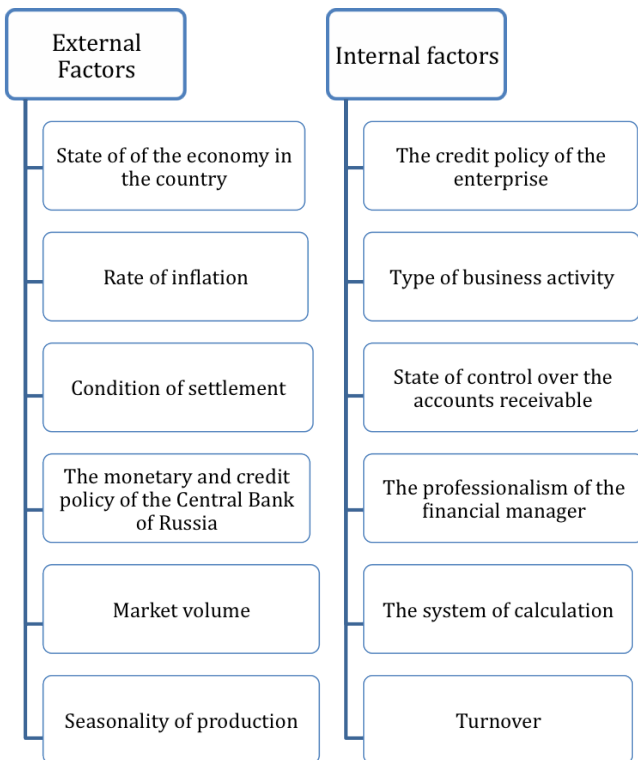 External
Factors
State of of the economy in
the country
Rate of inflation
Condition of settlement
The monetary and credit
policy of the Central Bank
of Russia
Market volume
Seasonality of production
Internal factors
The credit policy of the
enterprise
Type of business activity
State of control over the
accounts receivable
The professionalism of the
financial manager
The system of calculation
Turnover